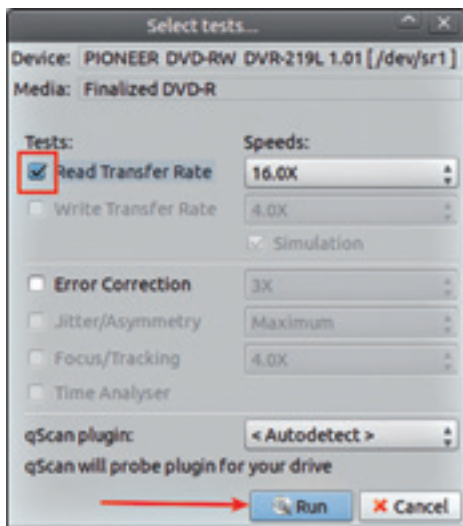 Select tests...
Device: PIONEER DVD-RW DVR-219L 1.01 [/dev/sr1]
Media: Finalized DVD-R
Tests: Speeds:
Read Transfer Rate 16.0X
Write Transfer Rate 4.0X
Simulation
Error Correction 3X
Jitter/Asymmetry Maximum
Focus/Tracking 4.0X
Time Analyser
qScan plugin: < Autodetect >
qScan will probe plugin for your drive
Run Cancel